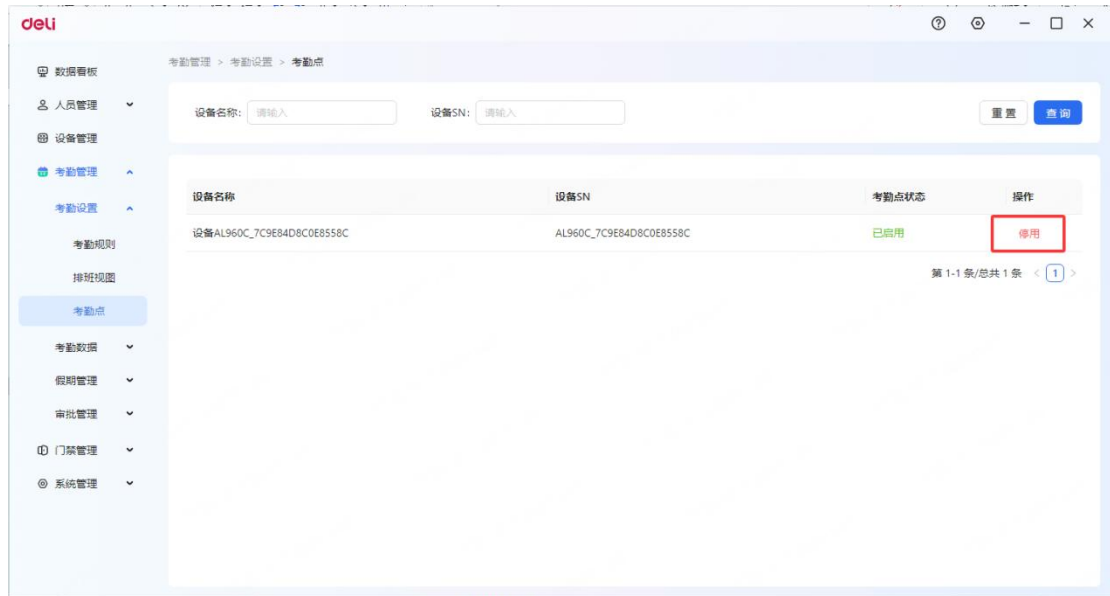 deli
数据看板
人员管理
设备管理
考勤管理
考勤设置
考勤规则
排班视图
考勤点
考勤数据
假期管理
审批管理
门禁管理
系统管理
考勤管理 > 考勤设置 > 考勤点
设备名称: 请输入 设备SN: 请输入 重置 查询
设备名称 设备SN 考勤点状态 操作
设备AL960C_7C9E84D8C0E8558C AL960C_7C9E84D8C0E8558C 已启用 停用
第 1-1 条/总共 1 条 < 1 >